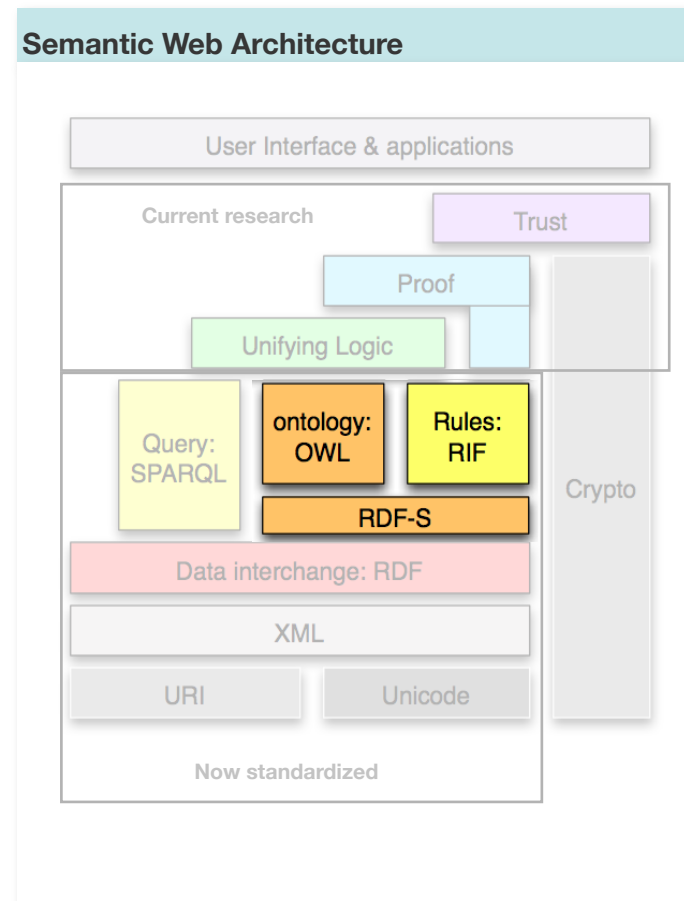 Semantic Web Architecture
User Interface & applications
Current research
Trust
Proof
Unifying Logic
Query:
SPARQL
ontology:
OWL
Rules:
RIF
Crypto
RDF-S
Data interchange: RDF
XML
URI
Unicode
Now standardized